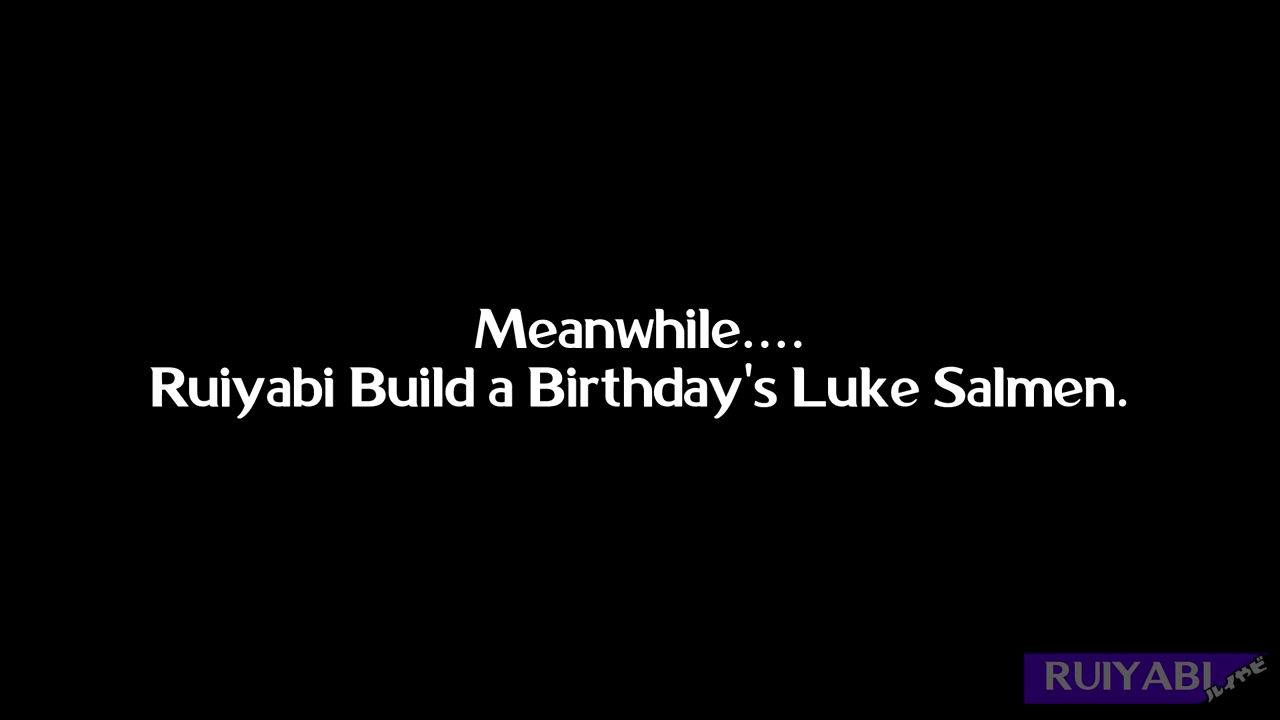 Meanwhile....
Ruiyabi Build a Birthday's Luke Salmen.
RUIYABI
ルイやビ